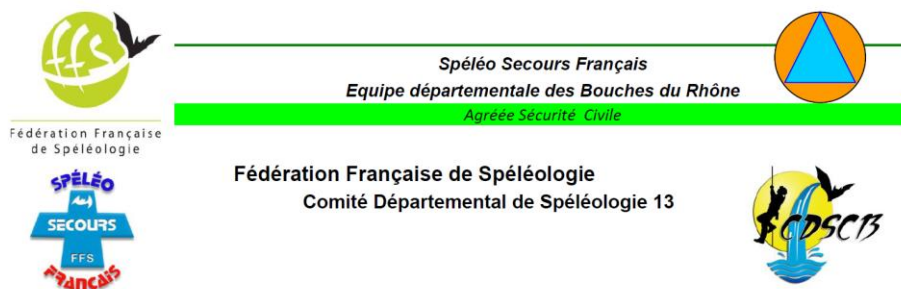 ffs
Fédération Française
de Spéléologie
Spéléo Secours Français
Equipe départementale des Bouches du Rhône
Agréée Sécurité Civile
SPÉLÉO
SECOURS
FFS
FRANÇAIS
Fédération Française de Spéléologie
Comité Départemental de Spéléologie 13
CDSC13